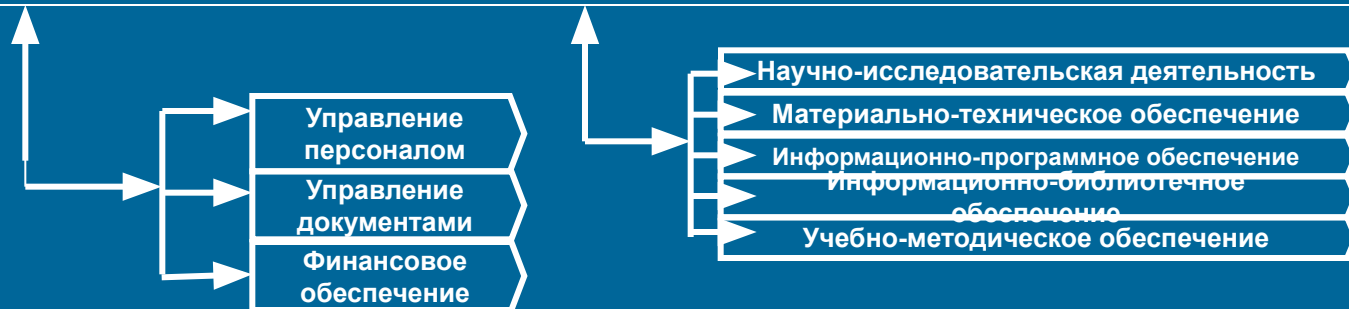 Управление
персоналом
Управление
документами
Финансовое
обеспечение
Научно-исследовательская деятельность
Материально-техническое обеспечение
Информационно-программное обеспечение
Информационно-библиотечное
обеспечение
Учебно-методическое обеспечение